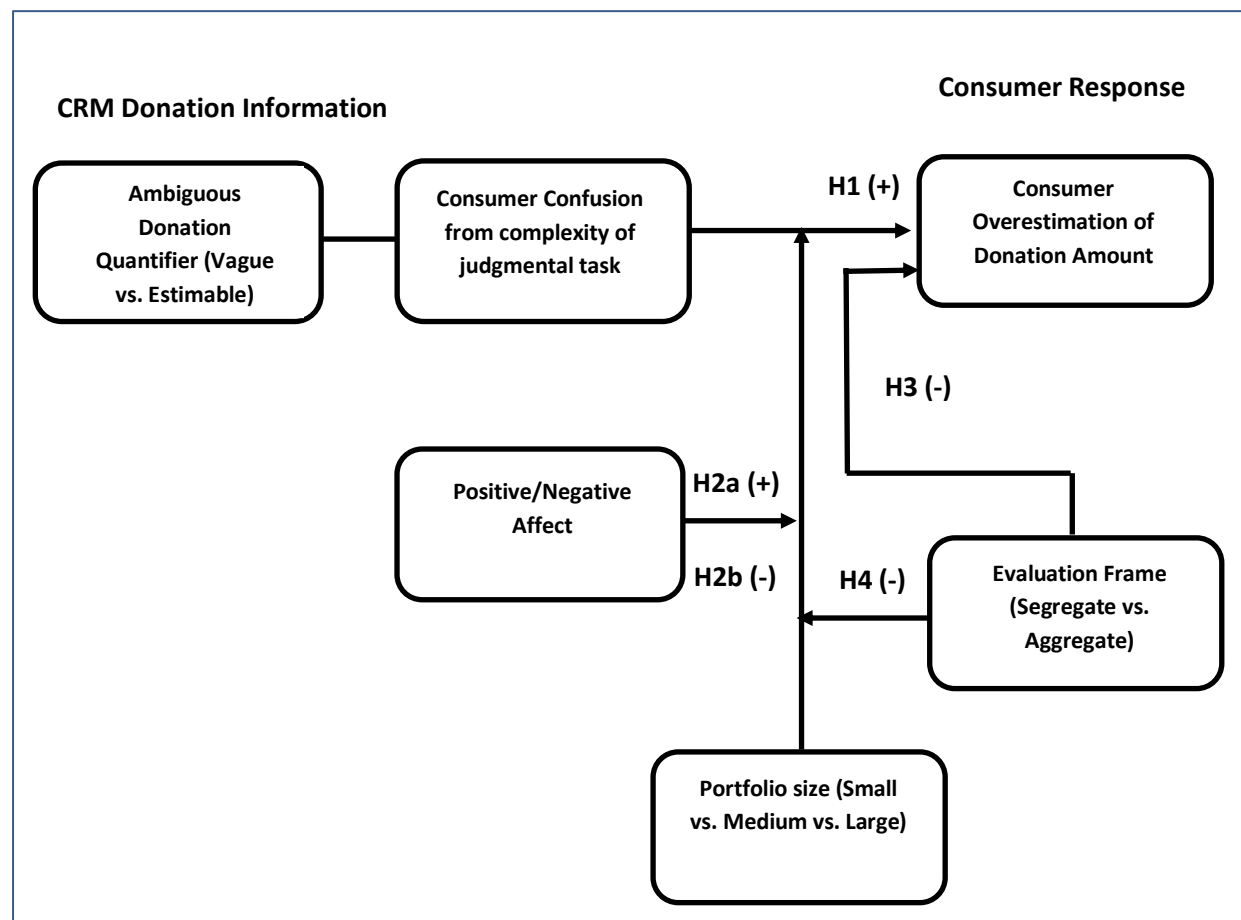 Consumer Response
CRM Donation Information
Ambiguous
Donation
Quantifier (Vague
vs. Estimable)
Consumer Confusion
from complexity of
judgmental task
H1 (+)
Consumer
Overestimation of
Donation Amount
H3 (-)
Positive/Negative
Affect
H2a (+)
H2b (-)
H4 (-)
Evaluation Frame
(Segregate vs.
Aggregate)
Portfolio size (Small
vs. Medium vs. Large)